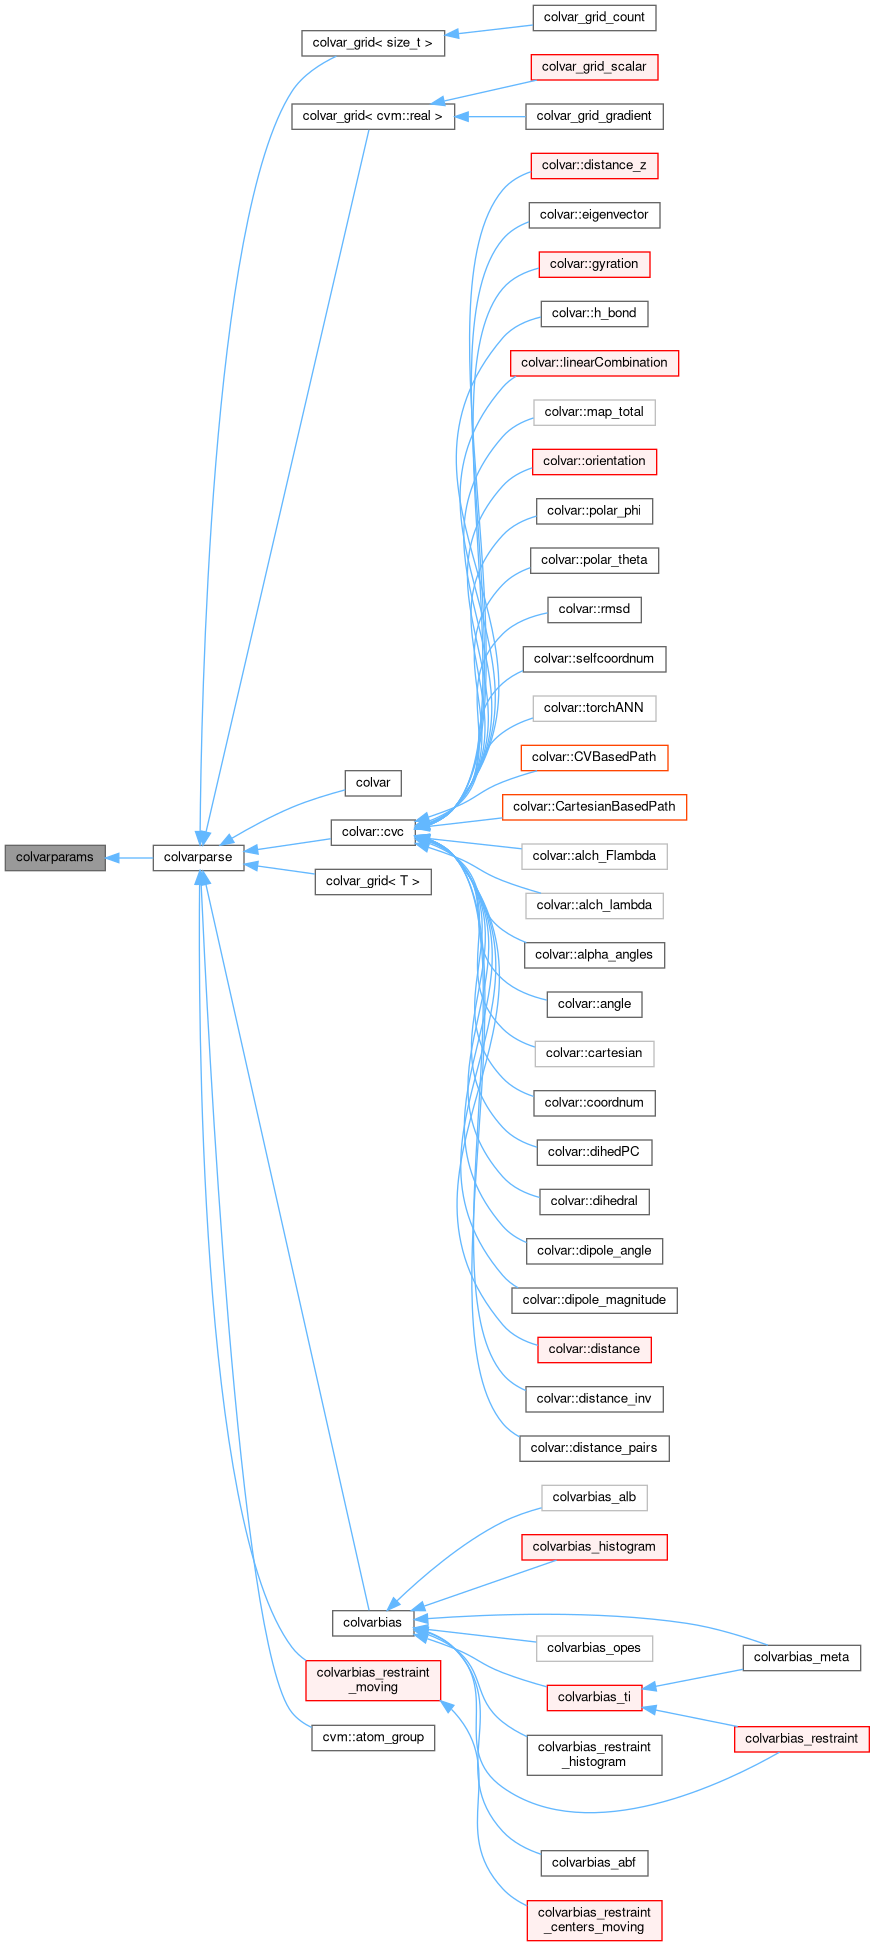 colvar_grid_count
colvar_grid< size_t >
colvar_grid_scalar
colvar_grid< cvm::real >
colvar_grid_gradient
colvar::distance_z
colvar::eigenvector
colvar::gyration
colvar::h_bond
colvar::linearCombination
colvar::map_total
colvar::orientation
colvar::polar_phi
colvar::polar_theta
colvar::rmsd
colvar::selfcoordnum
colvar::torchANN
colvar::CVBasedPath
colvar
colvar::CartesianBasedPath
colvar::cvc
colvarparams
colvarparse
colvar::alch_Flambda
colvar_grid< T >
colvar::alch_lambda
colvar::alpha_angles
colvar::angle
colvar::cartesian
colvar::coordnum
colvar::dihedPC
colvar::dihedral
colvar::dipole_angle
colvar::dipole_magnitude
colvar::distance
colvar::distance_inv
colvar::distance_pairs
colvarbias_alb
colvarbias_histogram
colvarbias
colvarbias_opes
colvarbias_meta
colvarbias_restraint
_moving
colvarbias_ti
cvm::atom_group
colvarbias_restraint
colvarbias_restraint
_histogram
colvarbias_abf
colvarbias_restraint
_centers_moving